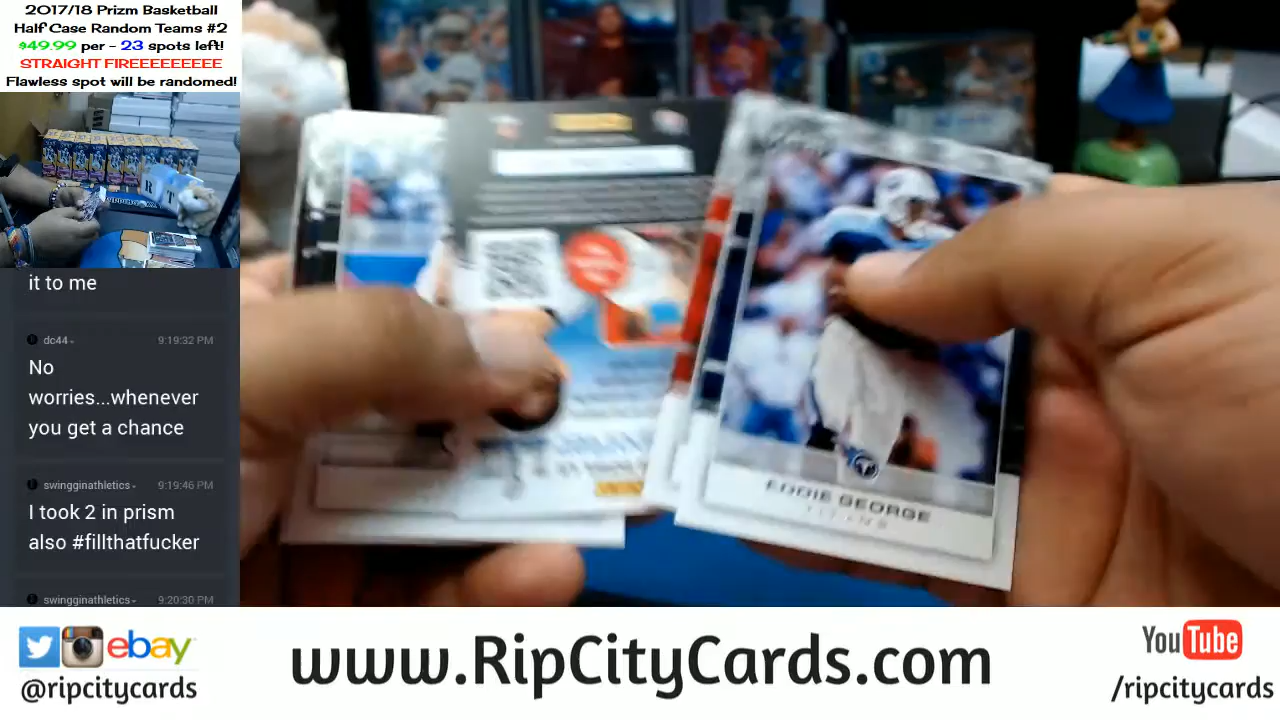 2017/18 Prizm Basketball
Half Case Random Teams #2
$49.99 per - 23 spots left!
STRAIGHT FIREEEEEEEEE
Flawless spot will be randomed!
it to me
dc44 9:19:32 PM
No
worries...whenever
you get a chance
swingginathletics 9:19:46 PM
I took 2 in prism
also #fillthatfucker
swingginathletics 9:20:30 PM
EDDIE GEORGE
TITANS
ebay
@ripcitycards
www.RipCityCards.com
YouTube
/ripcitycards